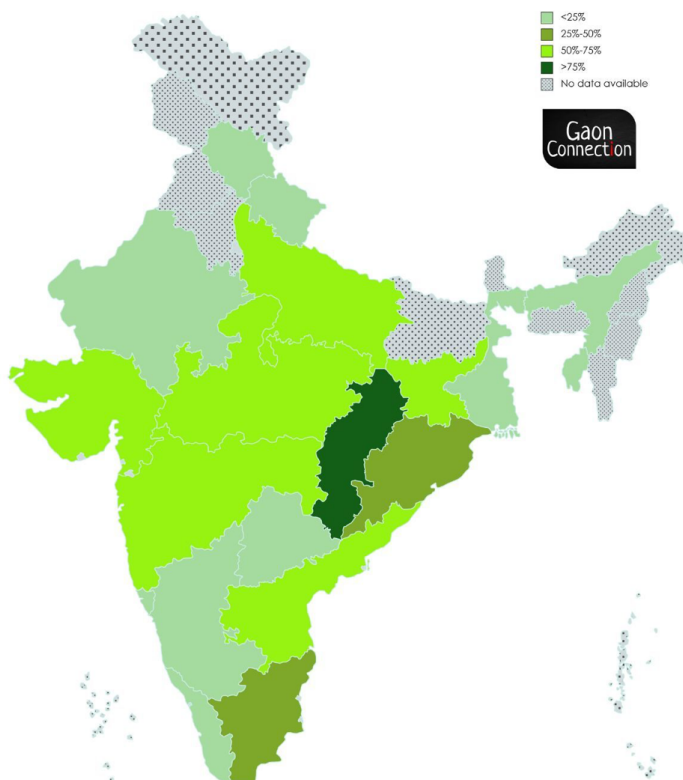 <25%
25%-50%
50%-75%
>75%
No data available
Gaon
Connection